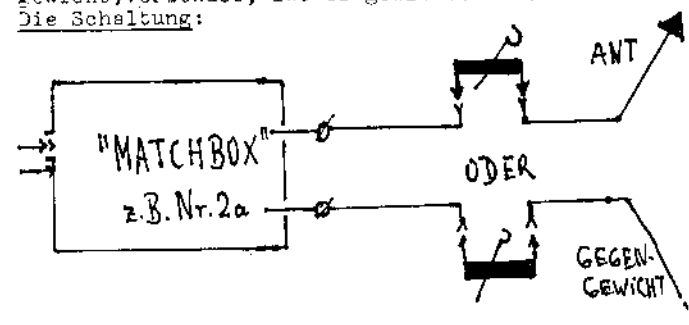 Die Schaltung:
ANT
"MATCHBOX"
ODER
z.B. Nr. 2a
GEGEN-
GEWICHT